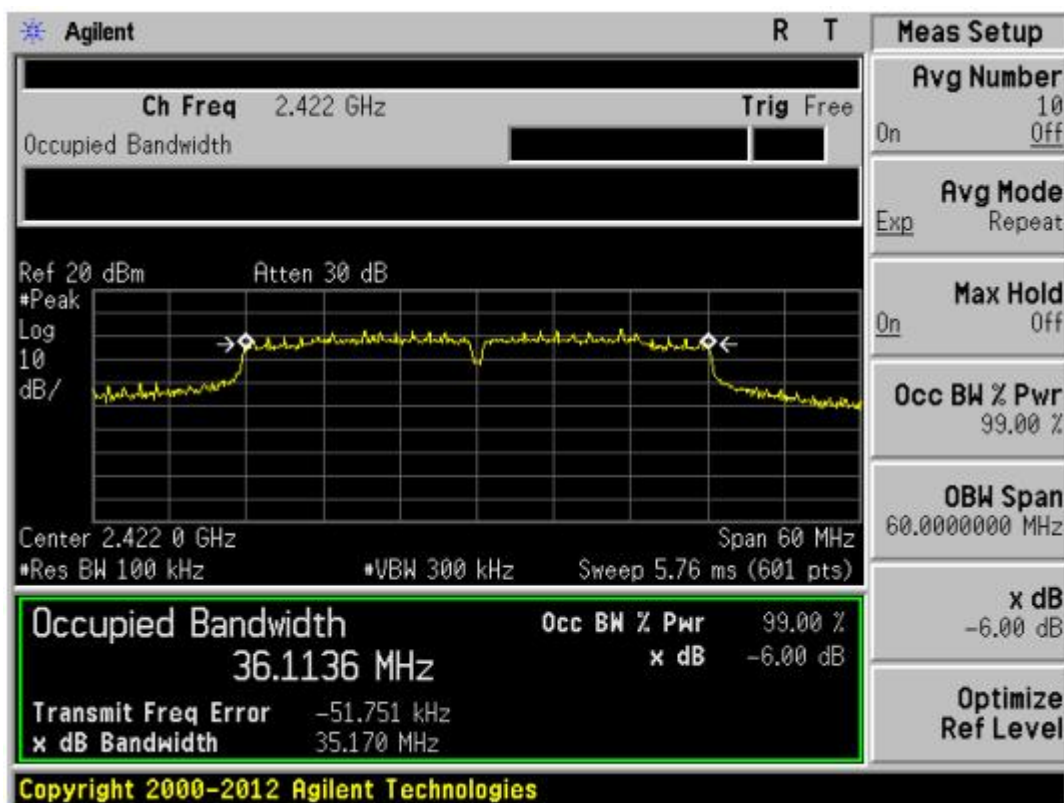 Agilent R T
Ch Freq 2.422 GHz Trig Free
Occupied Bandwidth
Ref 20 dBm Atten 30 dB
#Peak
Log
10
dB/
Center 2.422 0 GHz Span 60 MHz
#Res BW 100 kHz #VBW 300 kHz Sweep 5.76 ms (601 pts)
Occupied Bandwidth
36.1136 MHz
Occ BW % Pwr 99.00 %
x dB -6.00 dB
Transmit Freq Error -51.751 kHz
x dB Bandwidth 35.170 MHz
Copyright 2000-2012 Agilent Technologies
Meas Setup
Avg Number
10
On Off
Avg Mode
Exp Repeat
Max Hold
On Off
Occ BW % Pwr
99.00 %
OBW Span
60.0000000 MHz
x dB
-6.00 dB
Optimize
Ref Level